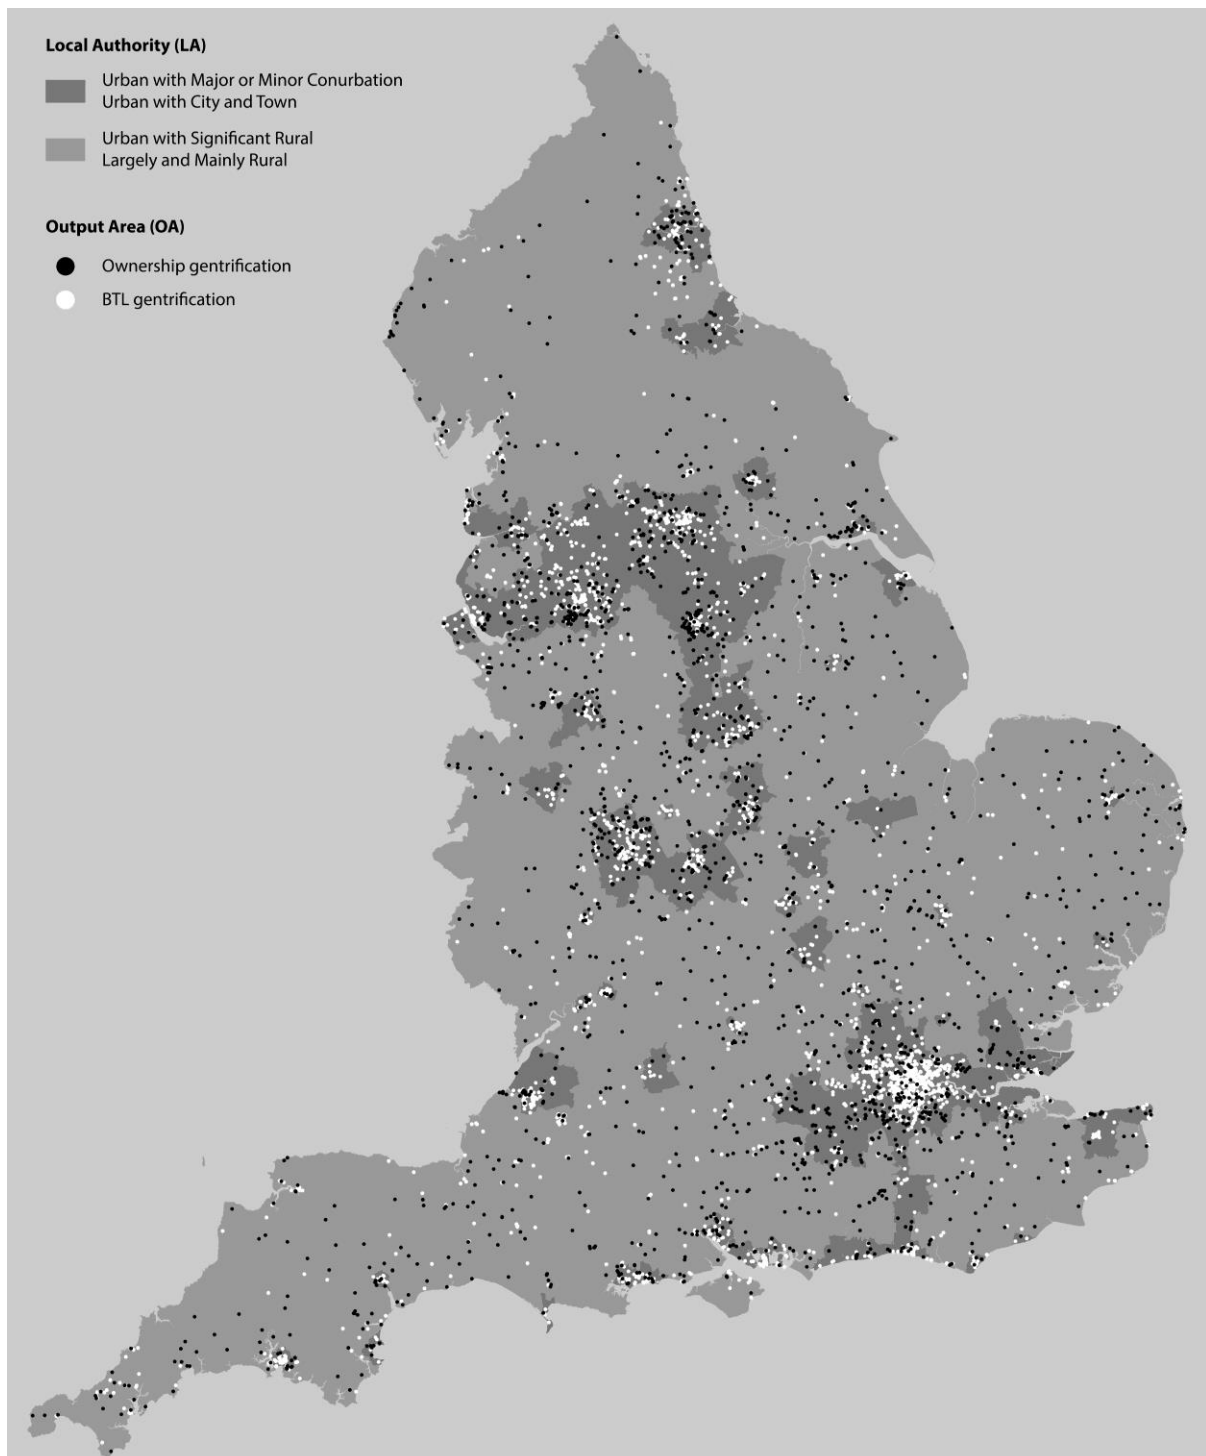 Local Authority (LA)
Urban with Major or Minor Conurbation
Urban with City and Town
Urban with Significant Rural
Largely and Mainly Rural
Output Area (OA)
Ownership gentrification
BTL gentrification